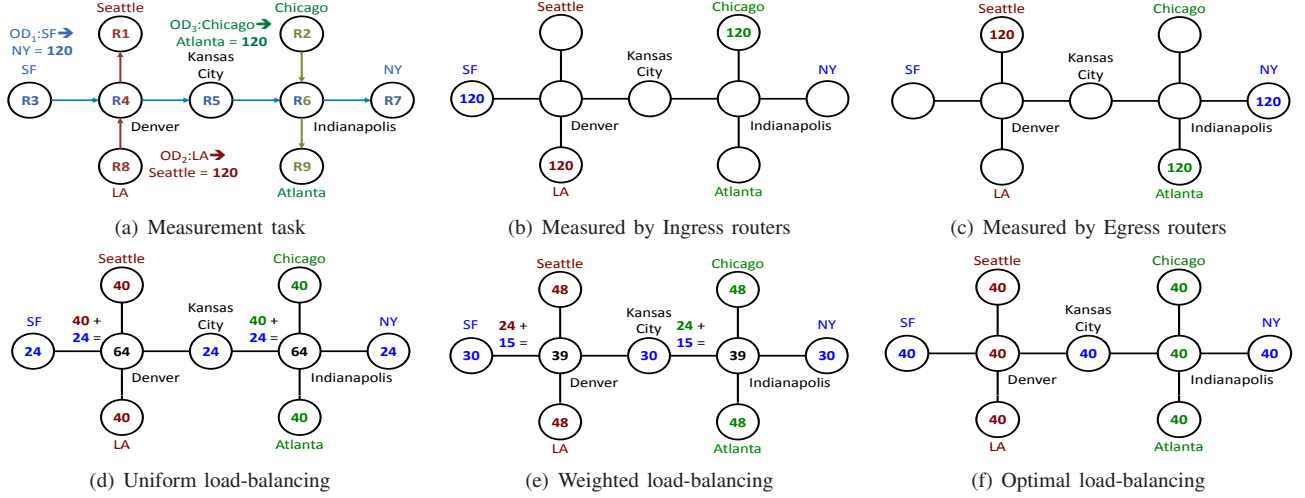 Seattle
Chicago
OD₁:SF➔
NY = 120
R1
OD₃:Chicago➔
Atlanta = 120
R2
Kansas
City
SF
NY
R3
R4
R5
R6
R7
Denver
Indianapolis
R8
OD₂:LA➔
Seattle = 120
R9
LA
Atlanta
(a) Measurement task
Seattle
Chicago
120
Kansas
City
SF
NY
120
Denver
Indianapolis
120
LA
Atlanta
(b) Measured by Ingress routers
Seattle
Chicago
120
Kansas
City
SF
NY
120
Denver
Indianapolis
120
LA
Atlanta
(c) Measured by Egress routers
Seattle
Chicago
40
40
Kansas
City
SF
40 +
24 =
40 +
24 =
NY
24
64
24
64
24
Denver
Indianapolis
40
40
LA
Atlanta
(d) Uniform load-balancing
Seattle
Chicago
48
48
Kansas
City
SF
24 +
15 =
24 +
15 =
NY
30
39
30
39
30
Denver
Indianapolis
48
48
LA
Atlanta
(e) Weighted load-balancing
Seattle
Chicago
40
40
Kansas
City
SF
NY
40
40
40
40
40
Denver
Indianapolis
40
40
LA
Atlanta
(f) Optimal load-balancing